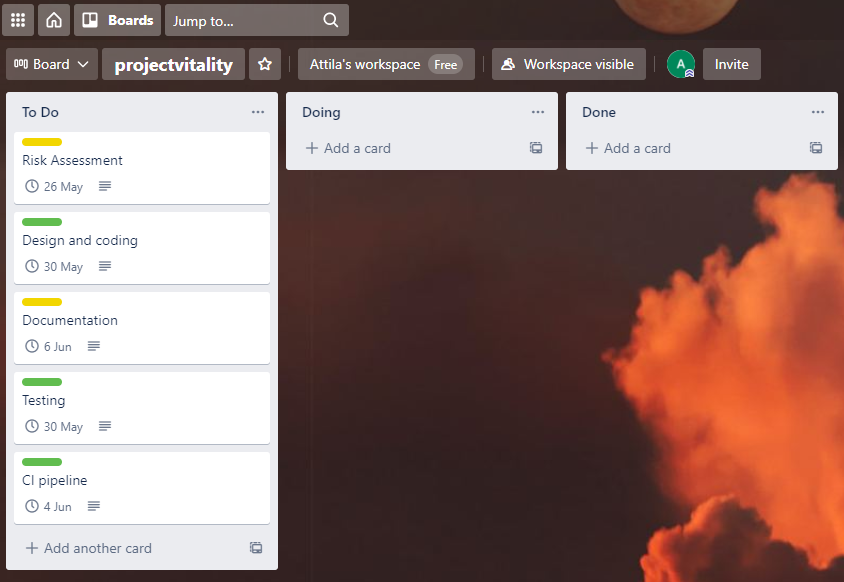 Boards
Jump to...
Board
projectvitality
Attila's workspace Free
Workspace visible
A
Invite
To Do
Risk Assessment
26 May
Design and coding
30 May
Documentation
6 Jun
Testing
30 May
CI pipeline
4 Jun
+ Add another card
Doing
+ Add a card
Done
+ Add a card